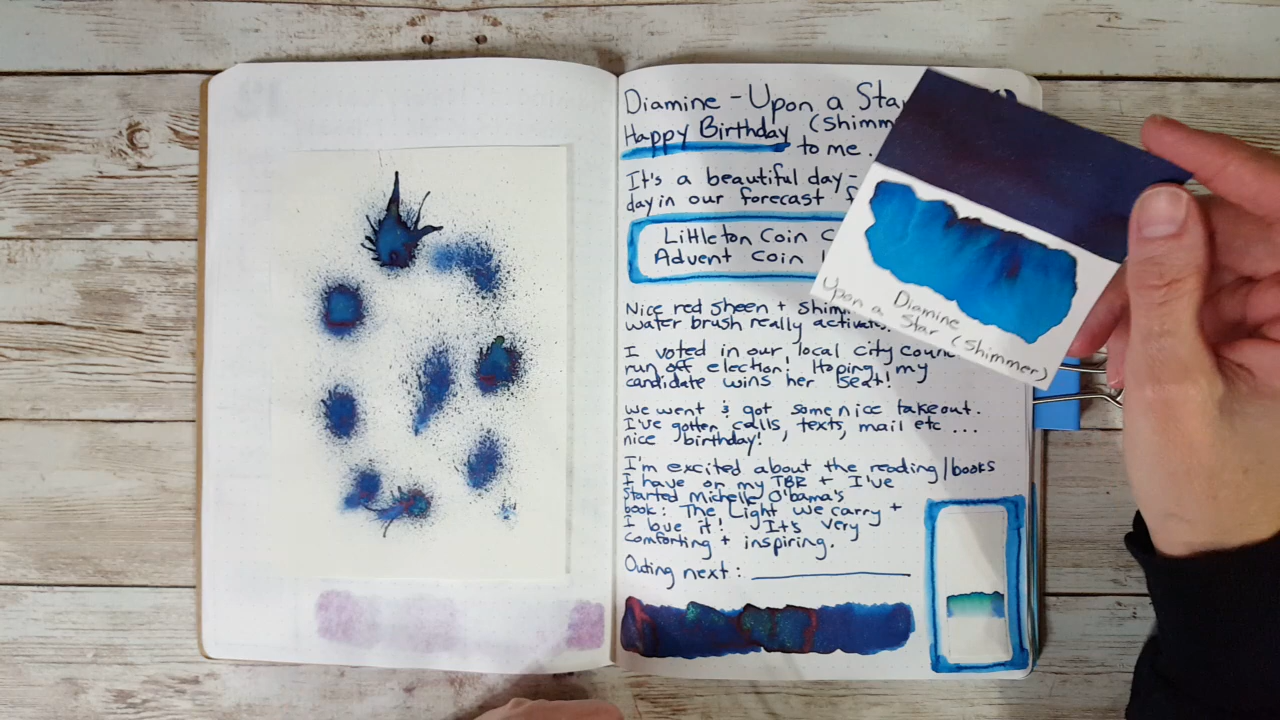 Diamine - Upon a Sta
Happy Birthday (Shimm
to me.
It's a beautiful day -
day in our forecast f
Littleton Coin C
Advent Coin
Nice red sheen + shim
water brush really activat
I voted in our local city counc
run off election! Hoping my
candidate wins her seat!
We went & got some nice takeout.
I've gotten calls, texts, mail etc ...
nice birthday!
I'm excited about the reading/books
I have on my TBR + I've
started Michelle O'bama's
book: The Light we carry +
I love it! It's very
comforting + inspiring.
Outing next: ___________
Diamine
Upon a Star (Shimmer)